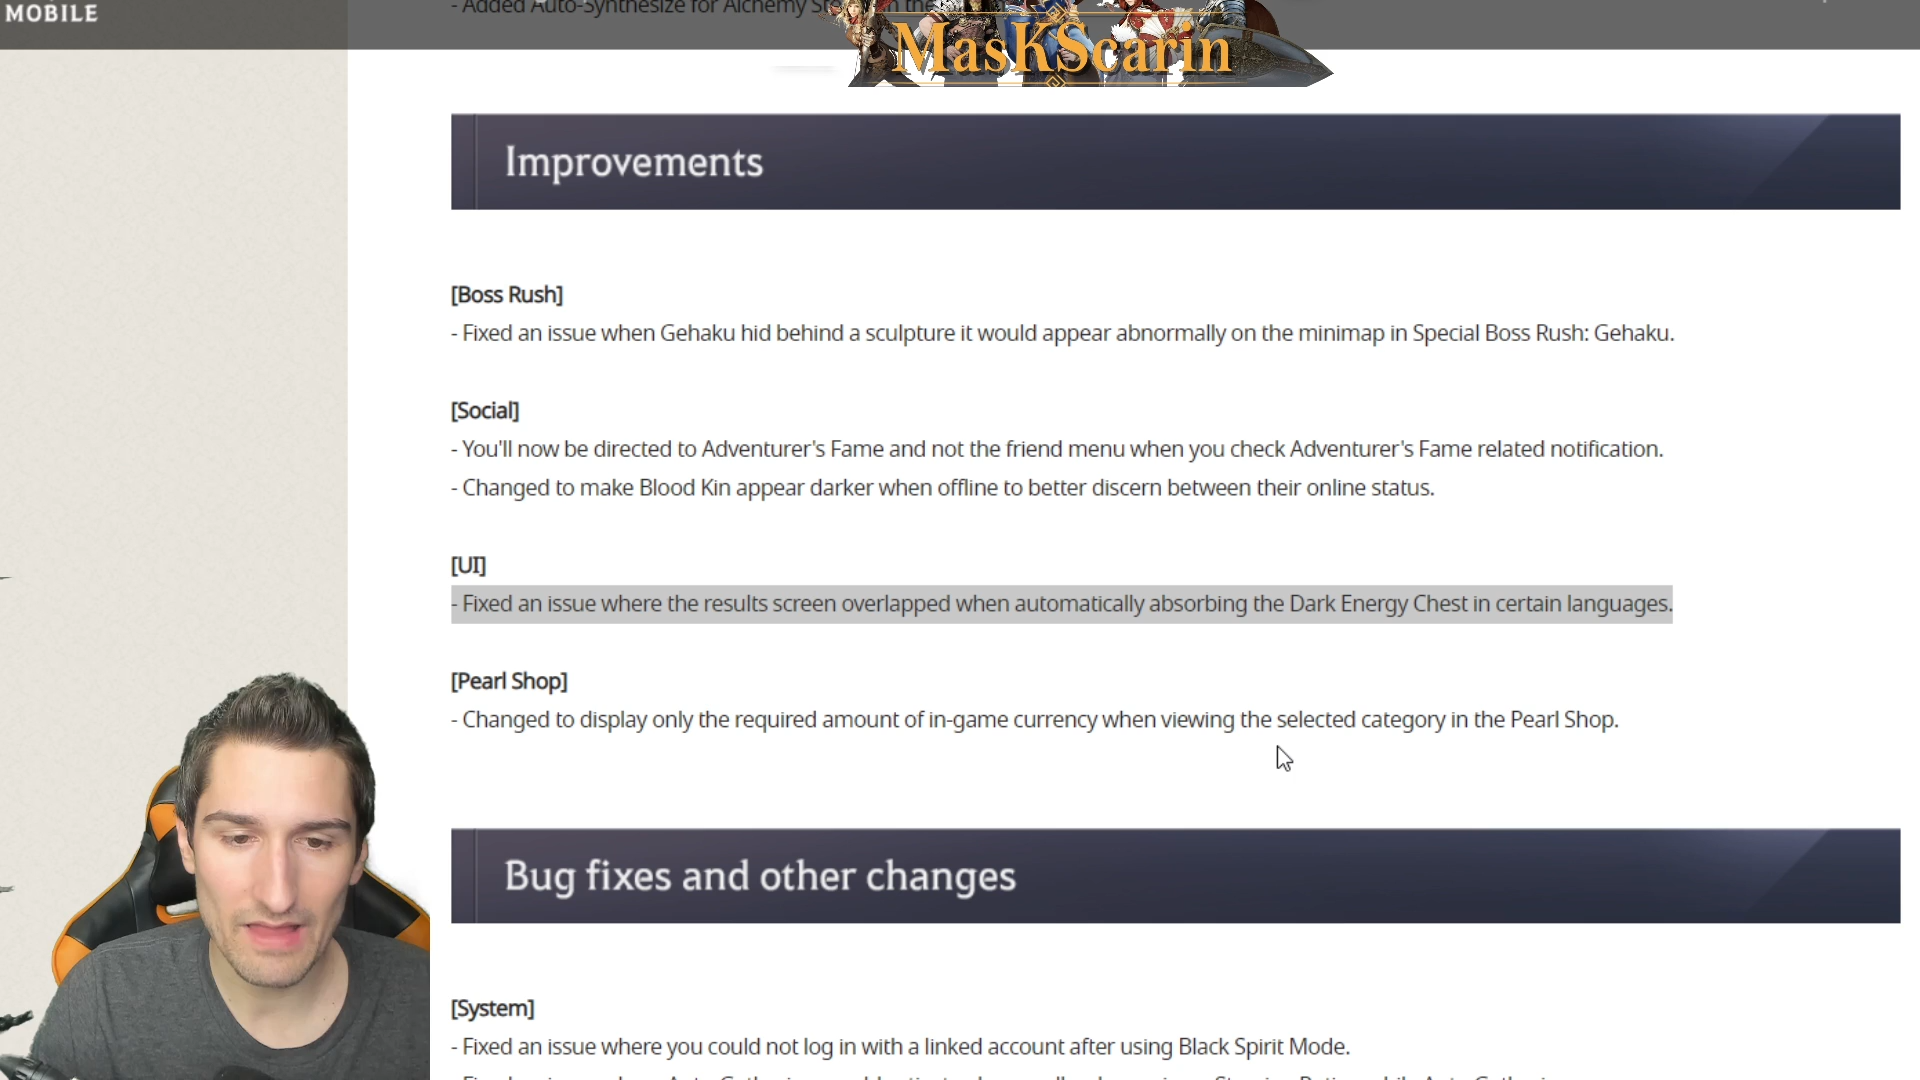 MOBILE
- Added Auto-Synthesize for Alchemy
MasKScarin
Improvements
[Boss Rush]
- Fixed an issue when Gehaku hid behind a sculpture it would appear abnormally on the minimap in Special Boss Rush: Gehaku.
[Social]
- You'll now be directed to Adventurer's Fame and not the friend menu when you check Adventurer's Fame related notification.
- Changed to make Blood Kin appear darker when offline to better discern between their online status.
[UI]
- Fixed an issue where the results screen overlapped when automatically absorbing the Dark Energy Chest in certain languages.
[Pearl Shop]
- Changed to display only the required amount of in-game currency when viewing the selected category in the Pearl Shop.
Bug fixes and other changes
[System]
- Fixed an issue where you could not log in with a linked account after using Black Spirit Mode.